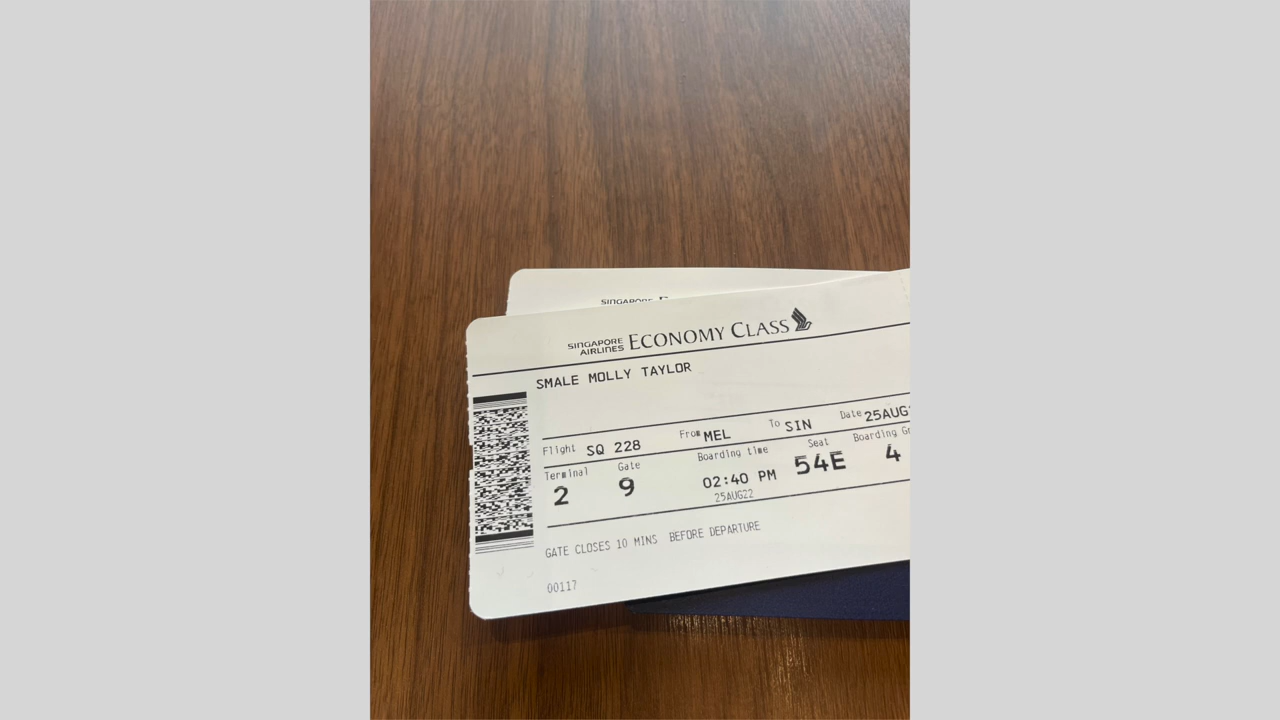 SINGAPORE
SINGAPORE
AIRLINES ECONOMY CLASS
SMALE MOLLY TAYLOR
Flight SQ 228 From MEL To SIN Date 25AUG
Terminal Gate Boarding time Seat Boarding
2 9 02:40 PM 54E 4
25AUG22
GATE CLOSES 10 MINS BEFORE DEPARTURE
00117